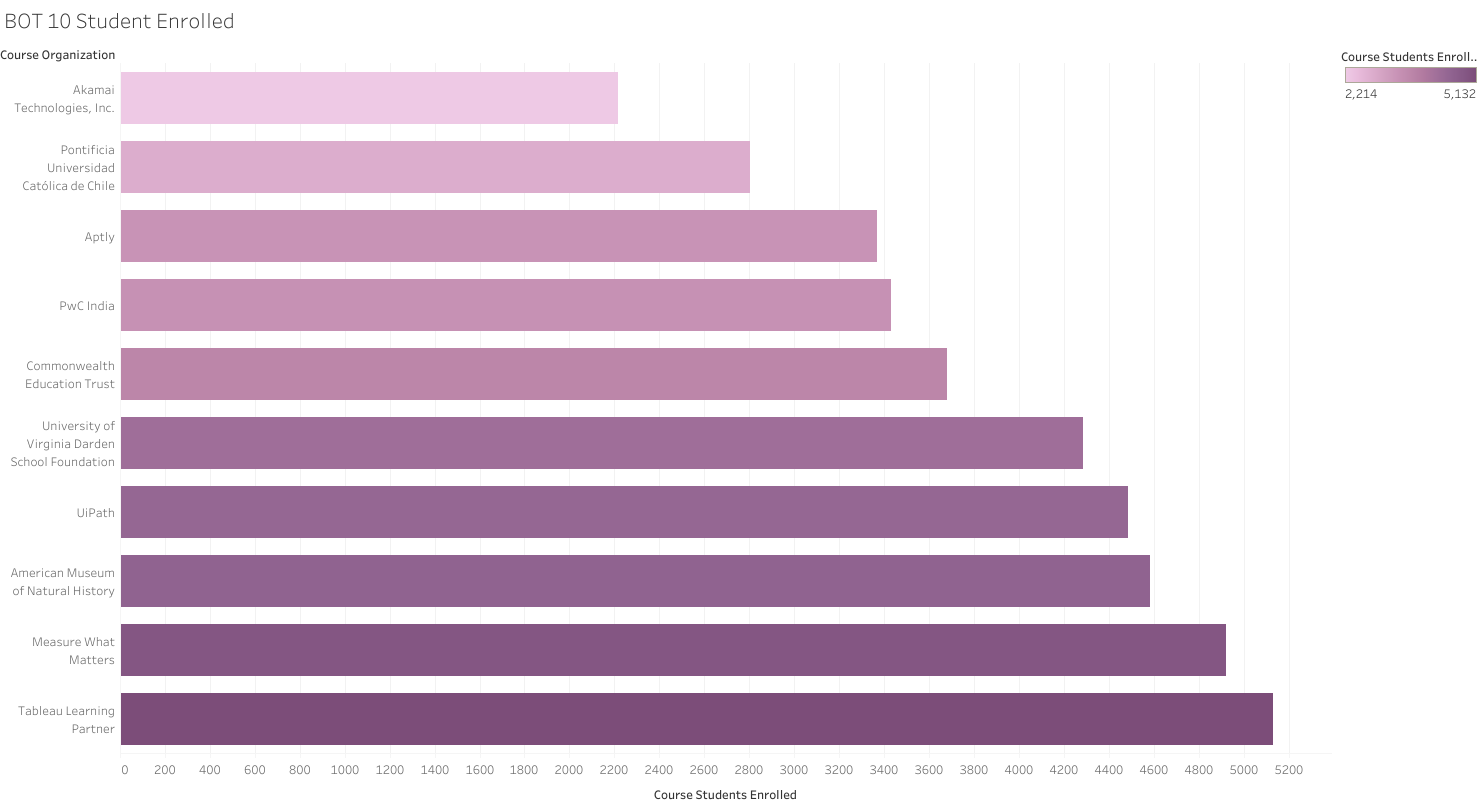 BOT 10 Student Enrolled
Course Organization
Course Students Enroll..
2,214 5,132
Akamai
Technologies, Inc.
Pontificia
Universidad
Católica de Chile
Aptly
PwC India
Commonwealth
Education Trust
University of
Virginia Darden
School Foundation
UiPath
American Museum
of Natural History
Measure What
Matters
Tableau Learning
Partner
0 200 400 600 800 1000 1200 1400 1600 1800 2000 2200 2400 2600 2800 3000 3200 3400 3600 3800 4000 4200 4400 4600 4800 5000 5200
Course Students Enrolled